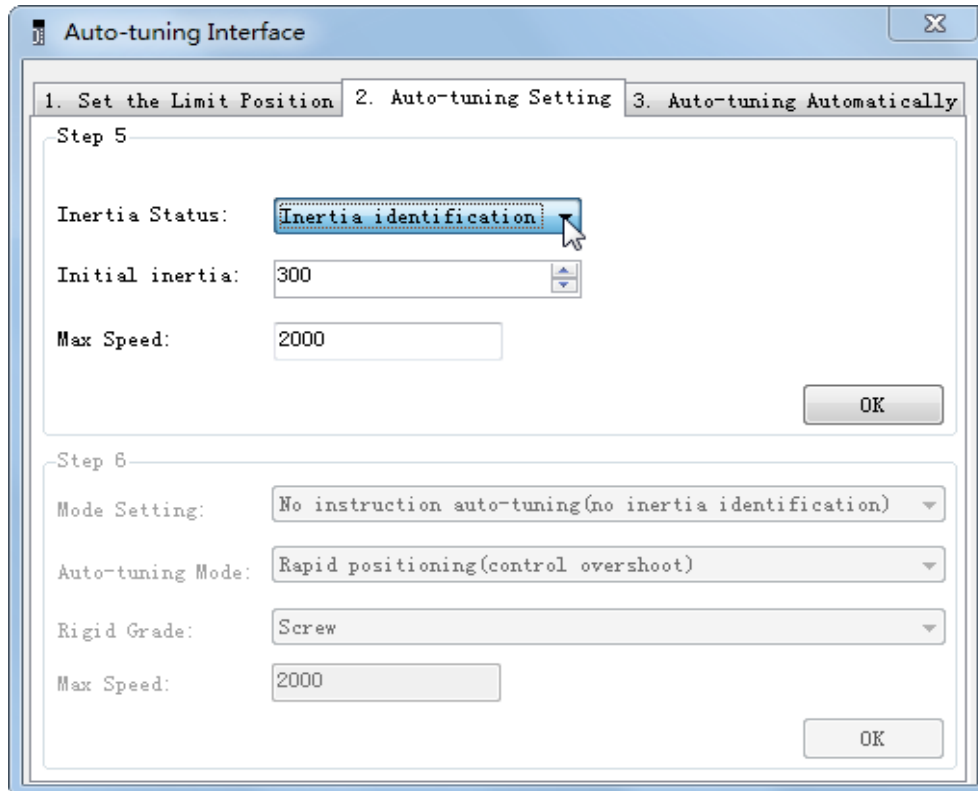 Auto-tuning Interface
1. Set the Limit Position
2. Auto-tuning Setting
3. Auto-tuning Automatically
Step 5
Inertia Status:
Inertia identification
Initial inertia:
300
Max Speed:
2000
OK
Step 6
Mode Setting:
No instruction auto-tuning(no inertia identification)
Auto-tuning Mode:
Rapid positioning(control overshoot)
Rigid Grade:
Screw
Max Speed:
2000
OK